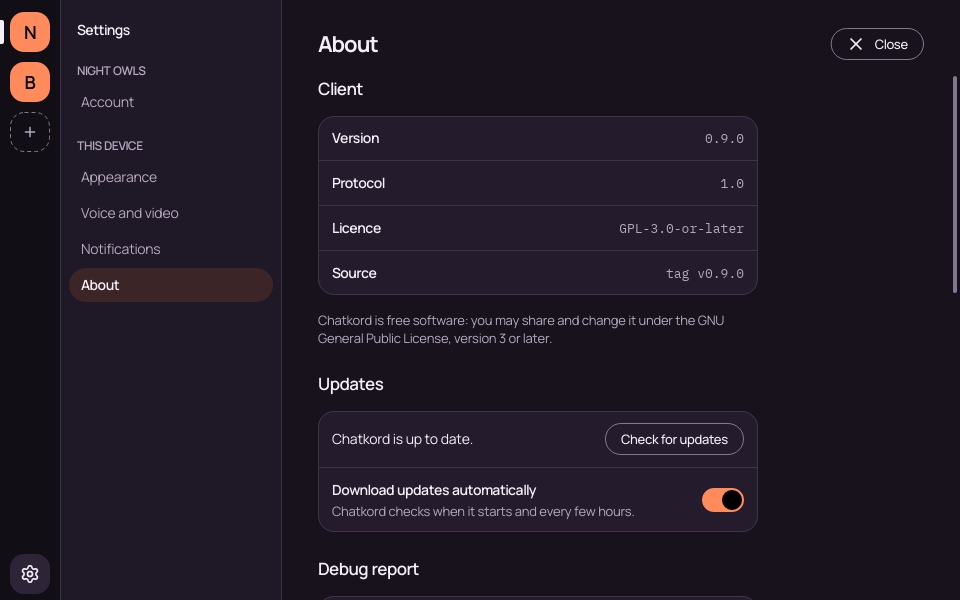 N
B
Settings
NIGHT OWLS
Account
THIS DEVICE
Appearance
Voice and video
Notifications
About
About
Close
Client
Version 0.9.0
Protocol 1.0
Licence GPL-3.0-or-later
Source tag v0.9.0
Chatkord is free software: you may share and change it under the GNU
General Public License, version 3 or later.
Updates
Chatkord is up to date. Check for updates
Download updates automatically
Chatkord checks when it starts and every few hours.
Debug report